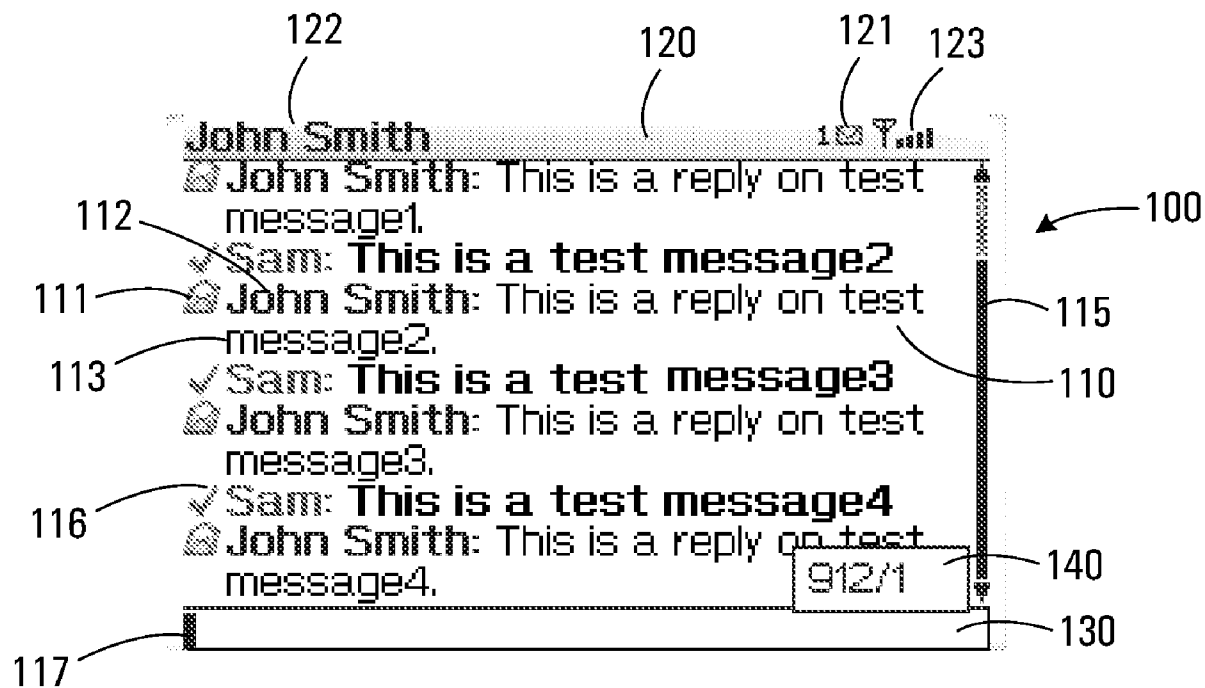 122
120
121
123
John Smith
1
John Smith: This is a reply on test
message1.
100
112
Sam: This is a test message2
111
John Smith: This is a reply on test
115
message2.
113
Sam: This is a test message3
110
John Smith: This is a reply on test
message3.
116
Sam: This is a test message4
John Smith: This is a reply on test
message4.
912/1
140
130
117